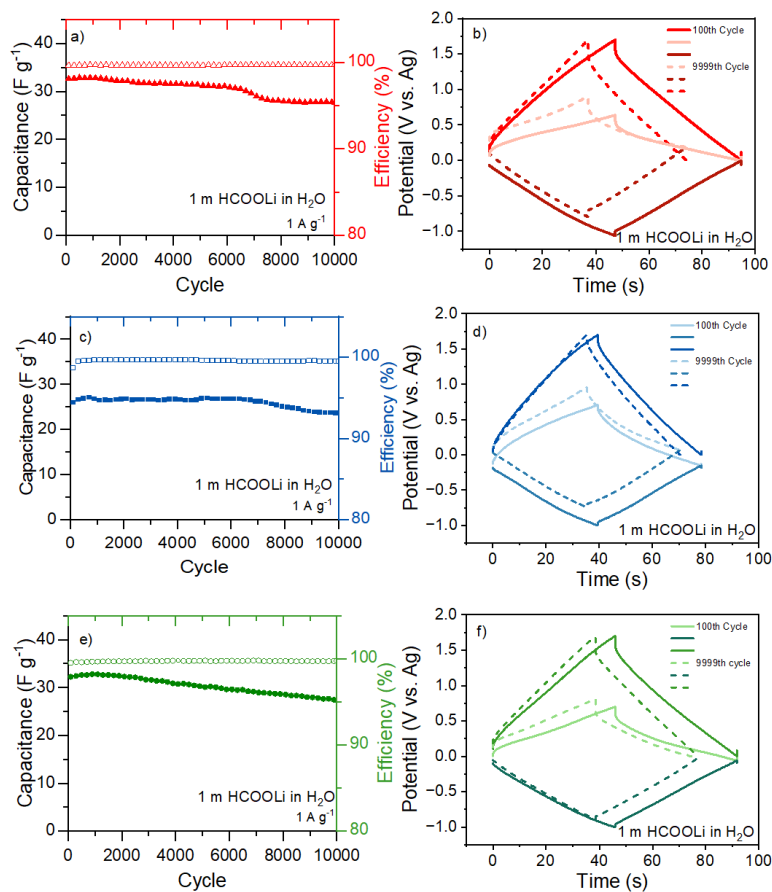 a)
Capacitance (F g⁻¹)
40
30
20
10
0
100
95
90
85
80
Efficiency (%)
1 m HCOOLi in H₂O
1 A g⁻¹
0 2000 4000 6000 8000 10000
Cycle
b)
Potential (V vs. Ag)
2.0
1.5
1.0
0.5
0.0
−0.5
−1.0
100th Cycle
9999th Cycle
1 m HCOOLi in H₂O
0 20 40 60 80 100
Time (s)
c)
Capacitance (F g⁻¹)
40
30
20
10
0
100
95
90
85
80
Efficiency (%)
1 m HCOOLi in H₂O
1 A g⁻¹
0 2000 4000 6000 8000 10000
Cycle
d)
Potential (V vs. Ag)
2.0
1.5
1.0
0.5
0.0
−0.5
−1.0
100th Cycle
9999th Cycle
1 m HCOOLi in H₂O
0 20 40 60 80 100
Time (s)
e)
Capacitance (F g⁻¹)
40
30
20
10
0
100
95
90
85
80
Efficiency (%)
1 m HCOOLi in H₂O
1 A g⁻¹
0 2000 4000 6000 8000 10000
Cycle
f)
Potential (V vs. Ag)
2.0
1.5
1.0
0.5
0.0
−0.5
−1.0
100th Cycle
9999th cycle
1 m HCOOLi in H₂O
0 20 40 60 80 100
Time (s)